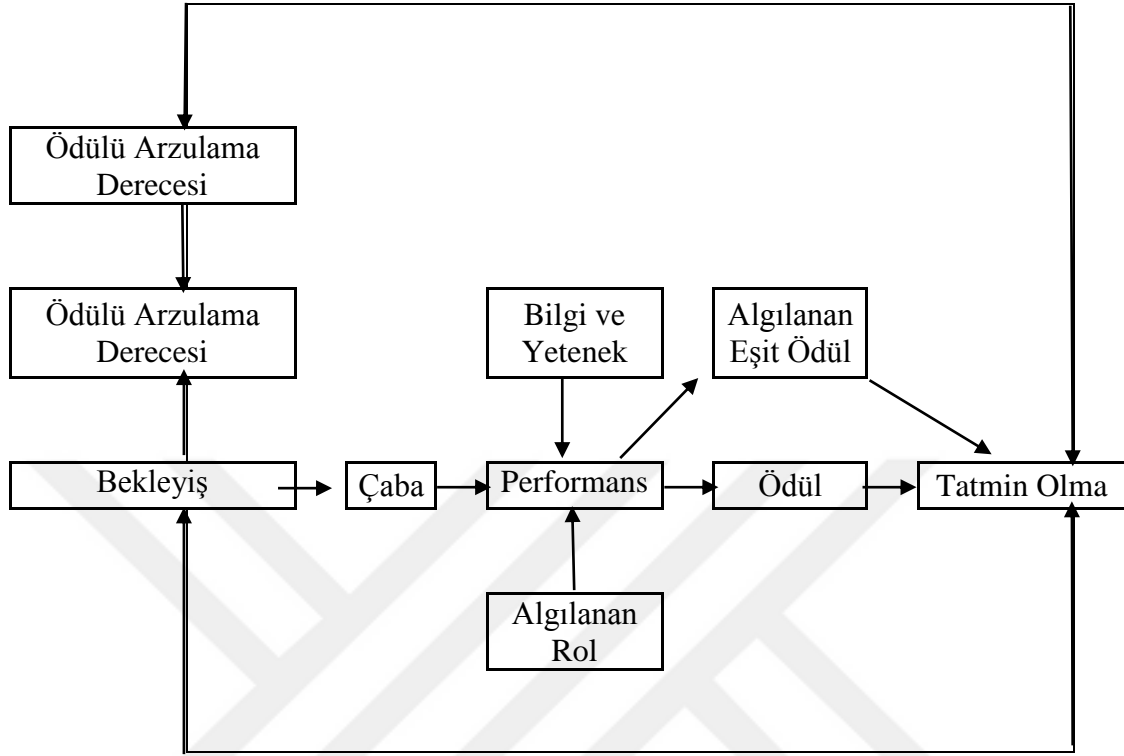 Ödülü Arzulama
Derecesi
Ödülü Arzulama
Derecesi
Bilgi ve
Yetenek
Algılanan
Eşit Ödül
Bekleyiş
Çaba
Performans
Ödül
Tatmin Olma
Algılanan
Rol